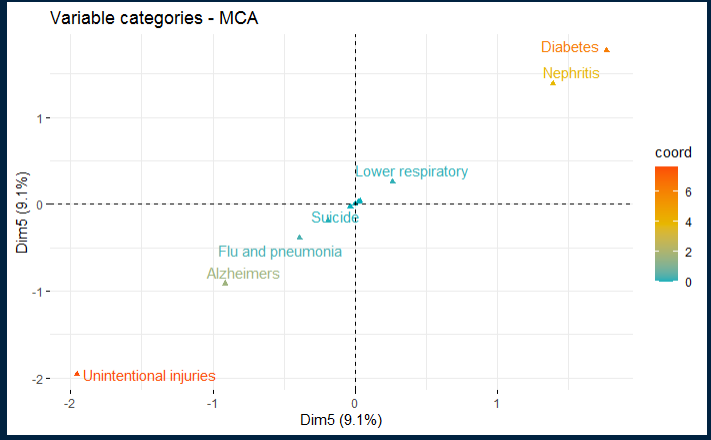 Variable categories - MCA
Diabetes
Nephritis
Lower respiratory
Suicide
Flu and pneumonia
Alzheimers
Unintentional injuries
1
0
-1
-2
Dim5 (9.1%)
-2
-1
0
1
Dim5 (9.1%)
coord
6
4
2
0